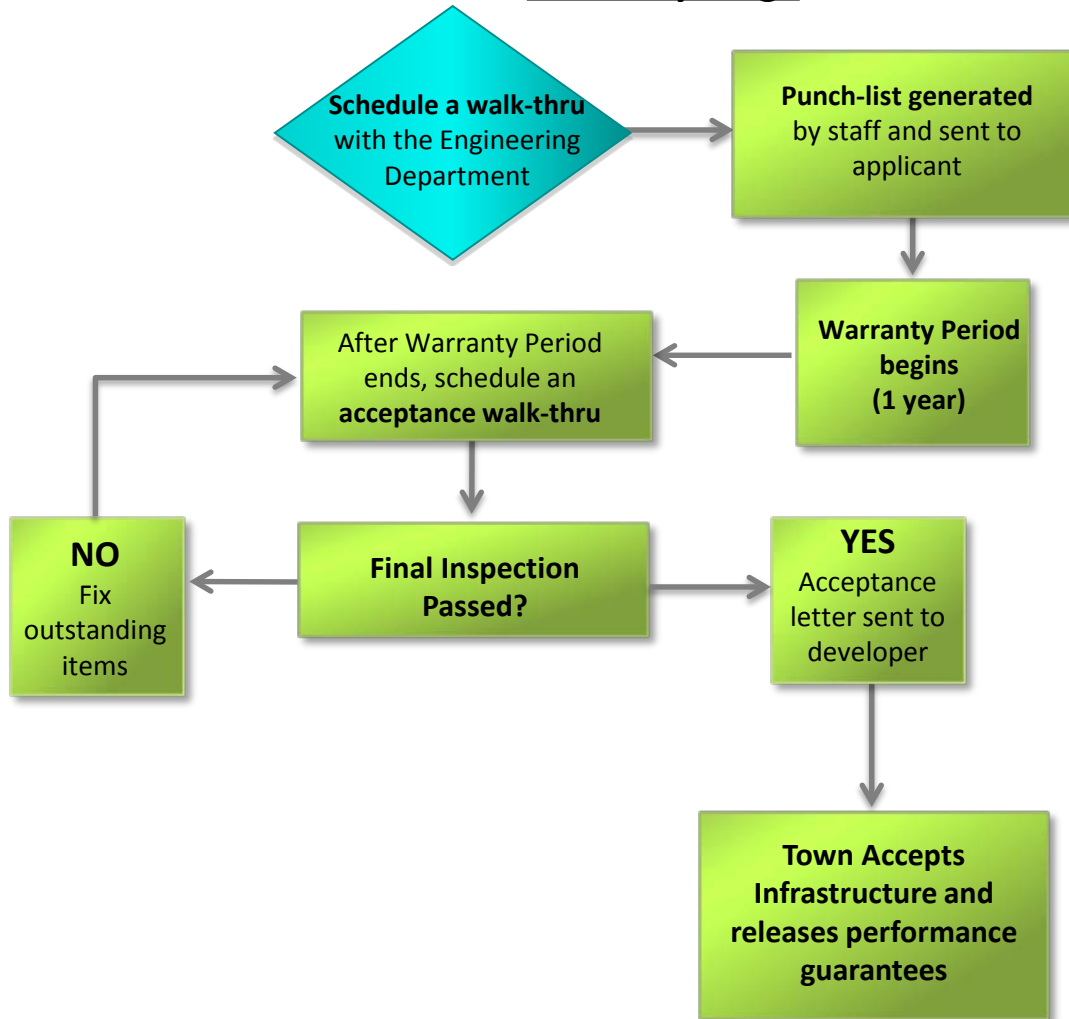 Schedule a walk-thru
with the Engineering
Department
Punch-list generated
by staff and sent to
applicant
Warranty Period
begins
(1 year)
After Warranty Period
ends, schedule an
acceptance walk-thru
Final Inspection
Passed?
NO
Fix
outstanding
items
YES
Acceptance
letter sent to
developer
Town Accepts
Infrastructure and
releases performance
guarantees